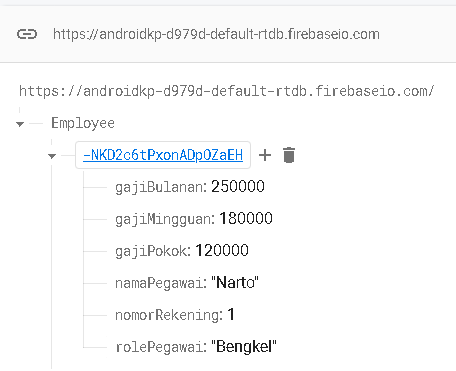 https://androidkp-d979d-default-rtdb.firebaseio.com
https://androidkp-d979d-default-rtdb.firebaseio.com/
Employee
-NKD2c6tPxonADpOZaEH
gajiBulanan: 250000
gajiMingguan: 180000
gajiPokok: 120000
namaPegawai: "Narto"
nomorRekening: 1
rolePegawai: "Bengkel"